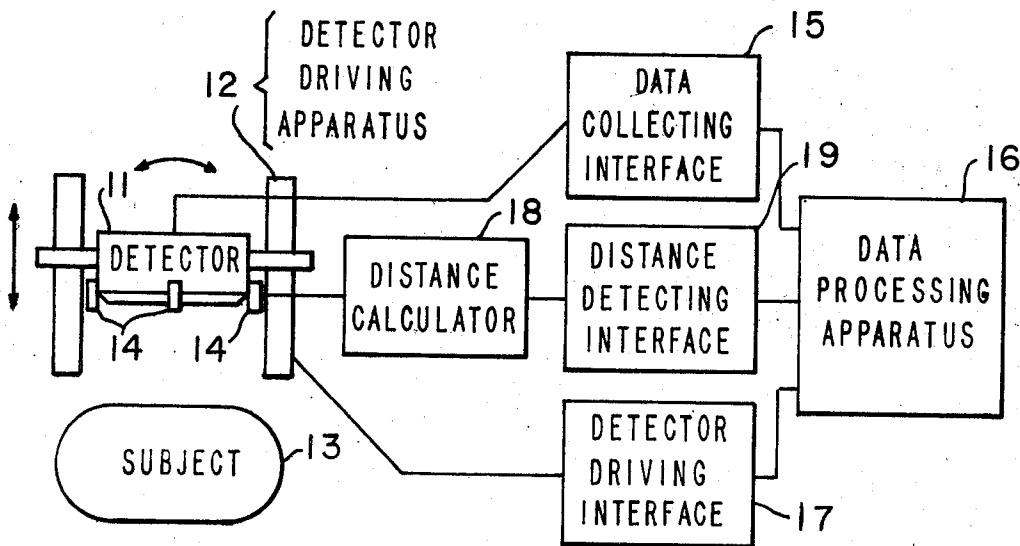 12
DETECTOR
DRIVING
APPARATUS
15
DATA
COLLECTING
INTERFACE
11
DETECTOR
14
14
18
DISTANCE
CALCULATOR
19
DISTANCE
DETECTING
INTERFACE
16
DATA
PROCESSING
APPARATUS
SUBJECT
13
DETECTOR
DRIVING
INTERFACE
17